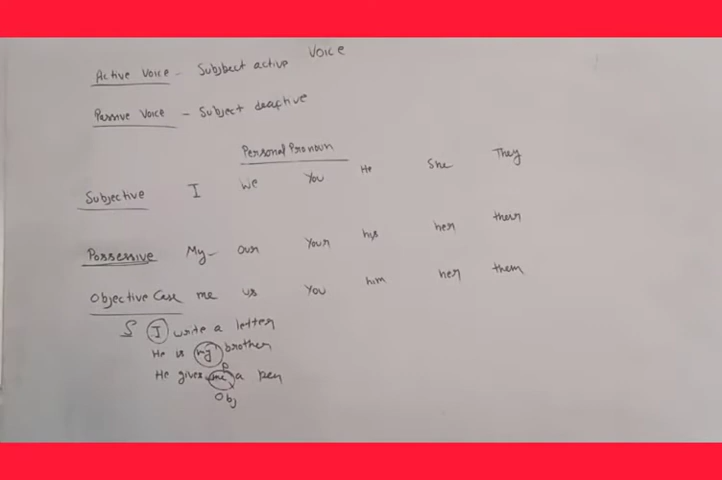 Voice
Active Voice - Subjbect active
Passive Voice - Subject deactive
Personal Pronoun
Subjective I We You He She They
Possessive My- our Your his her their
Objective Case me us You him her them
S I write a letter
He is my brother
P
He gives me a pen
Obj